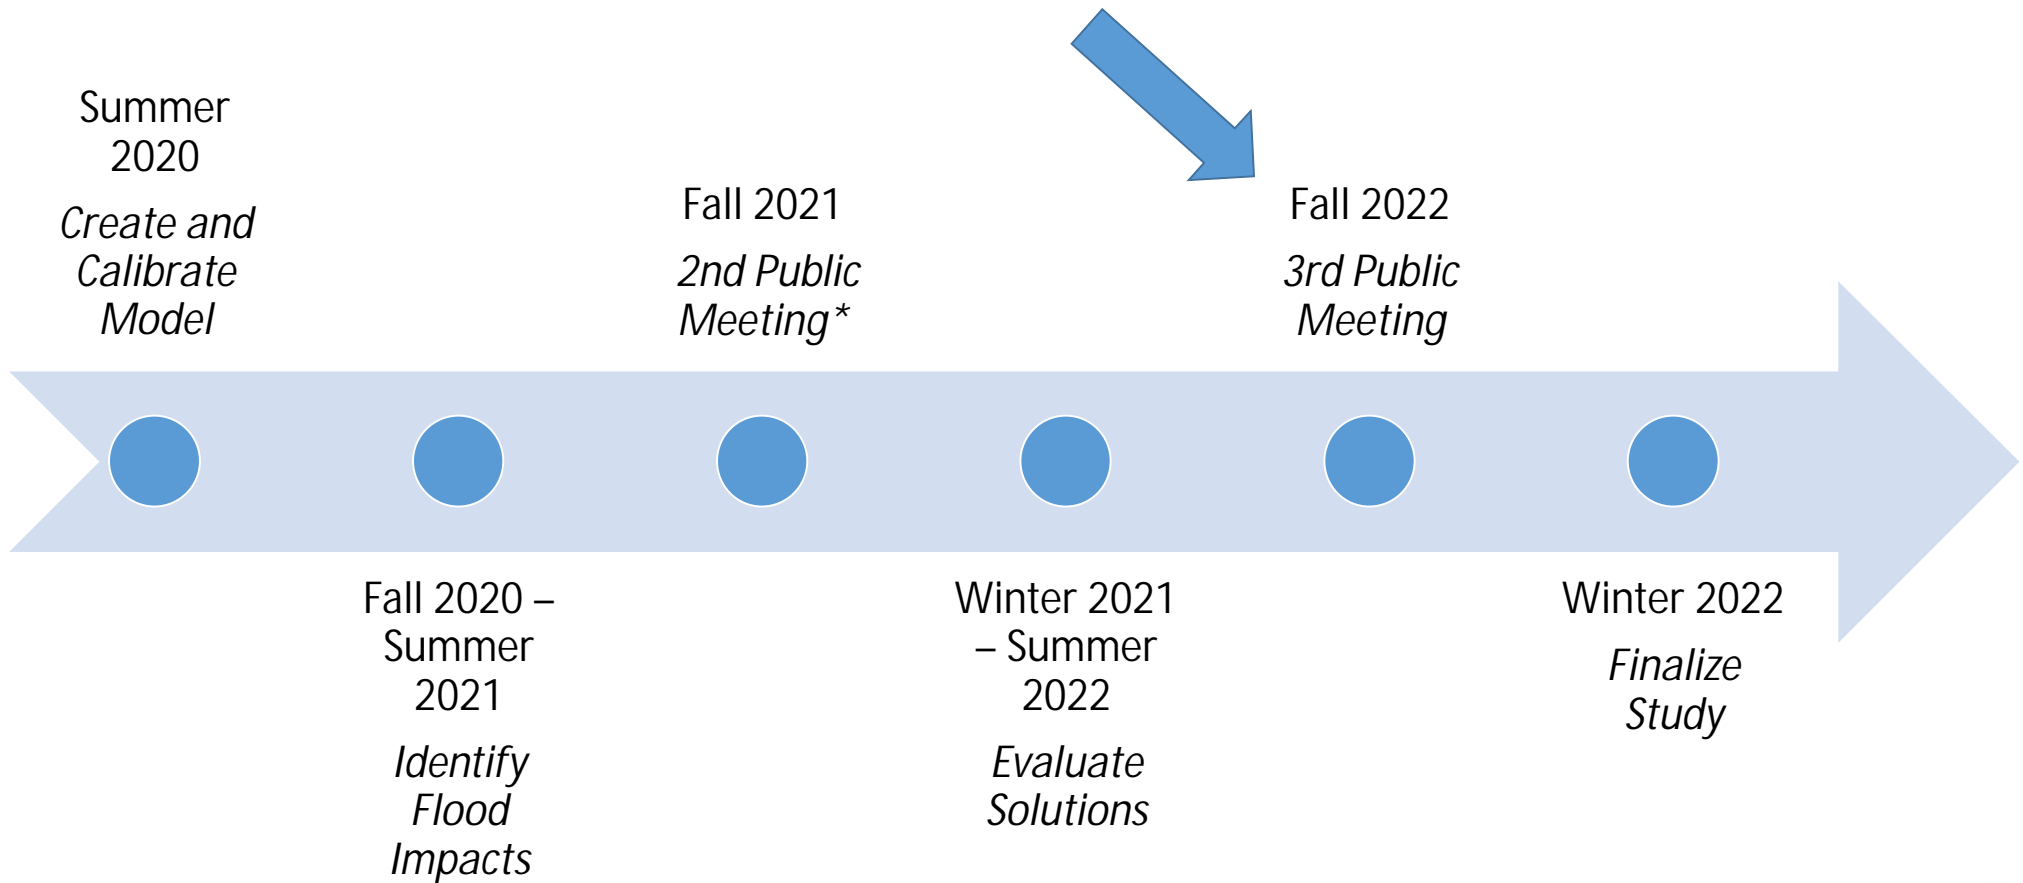 Summer
2020
Create and
Calibrate
Model
Fall 2020 –
Summer
2021
Identify
Flood
Impacts
Fall 2021
2nd Public
Meeting*
Winter 2021
– Summer
2022
Evaluate
Solutions
Fall 2022
3rd Public
Meeting
Winter 2022
Finalize
Study